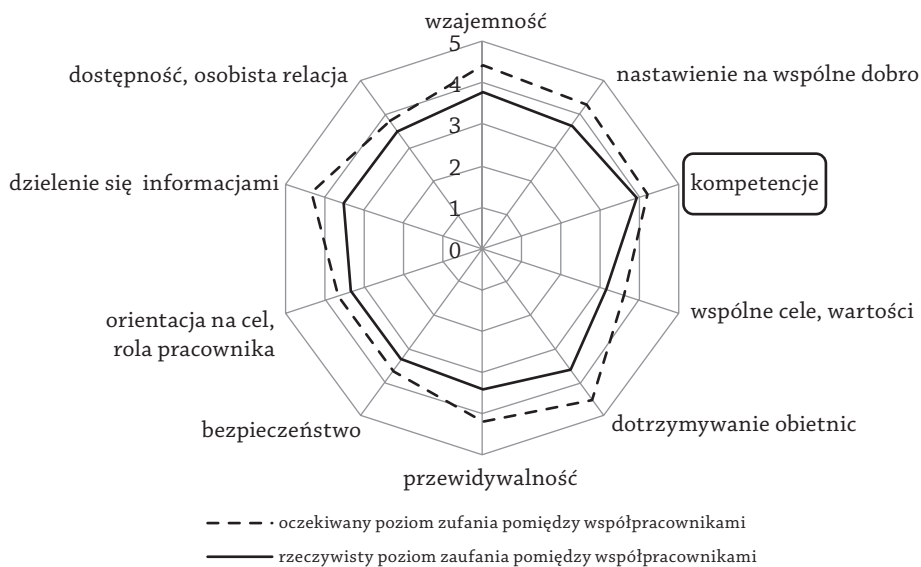 wzajemność
5
dostępność, osobista relacja
nastawienie na wspólne dobro
4
3
dzielenie się informacjami
kompetencje
2
1
0
orientacja na cel,
rola pracownika
wspólne cele, wartości
bezpieczeństwo
dotrzymywanie obietnic
przewidywalność
oczekiwany poziom zufania pomiędzy współpracownikami
rzeczywisty poziom zaufania pomiędzy współpracownikami